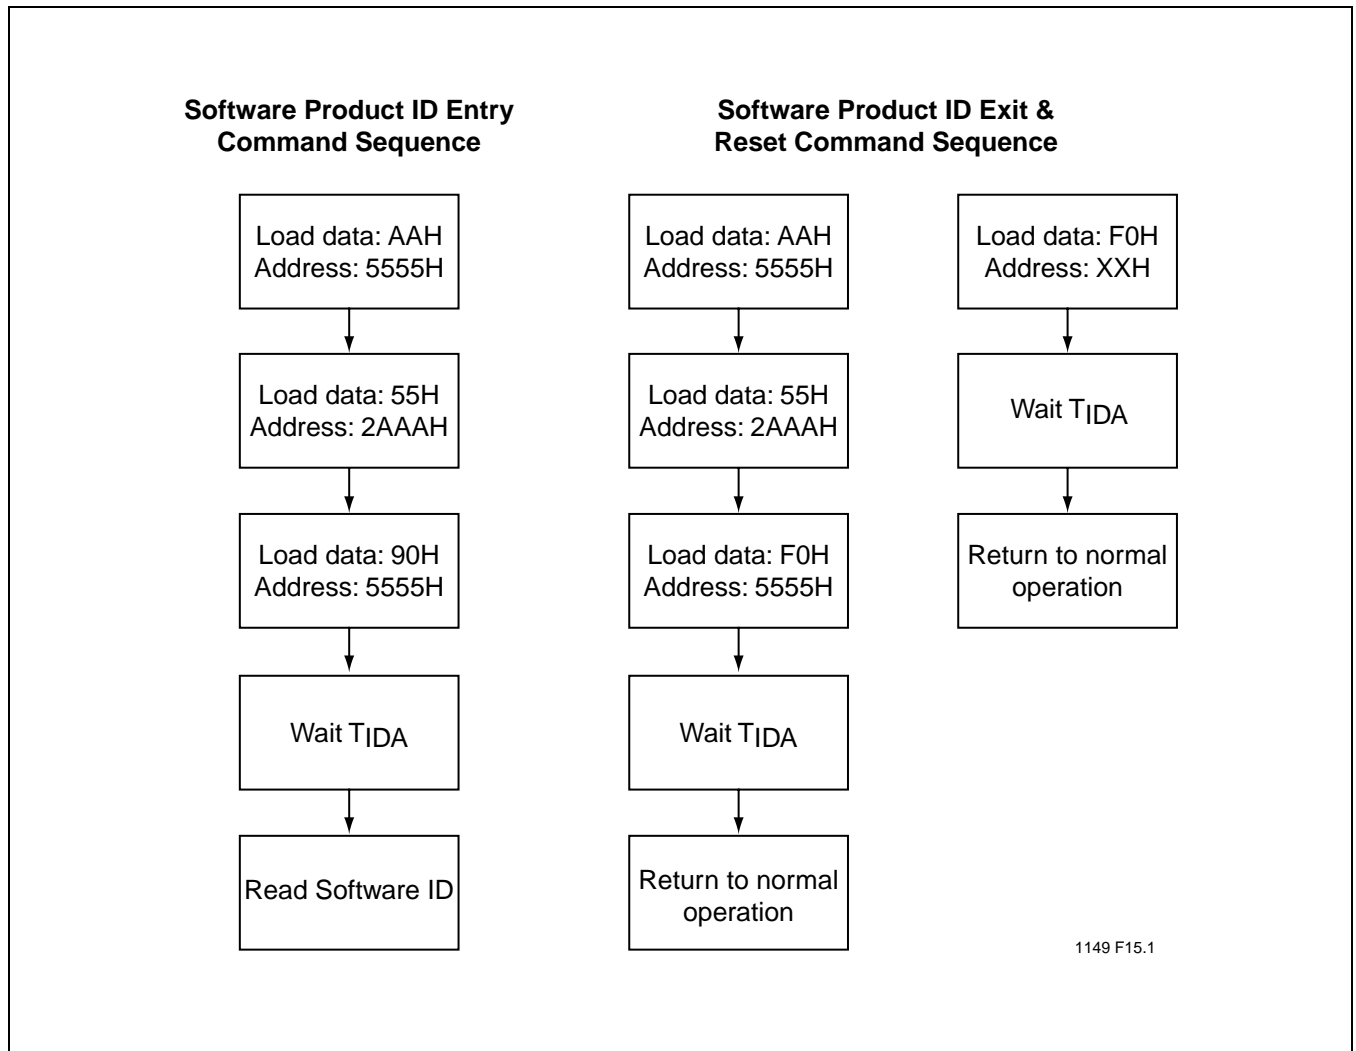 Software Product ID Entry
Command Sequence
Load data: AAH
Address: 5555H
Load data: 55H
Address: 2AAAH
Load data: 90H
Address: 5555H
Wait TIDA
Read Software ID
Software Product ID Exit &
Reset Command Sequence
Load data: AAH
Address: 5555H
Load data: 55H
Address: 2AAAH
Load data: F0H
Address: 5555H
Wait TIDA
Return to normal
operation
Load data: F0H
Address: XXH
Wait TIDA
Return to normal
operation
1149 F15.1